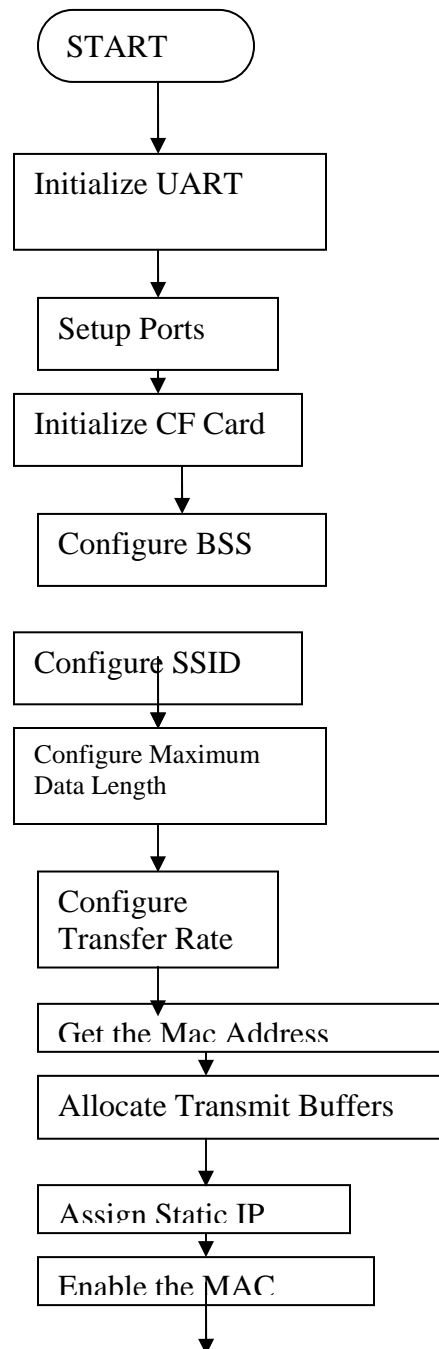 START
Initialize UART
Setup Ports
Initialize CF Card
Configure BSS
Configure SSID
Configure Maximum
Data Length
Configure
Transfer Rate
Get the Mac Address
Allocate Transmit Buffers
Assign Static IP
Enable the MAC